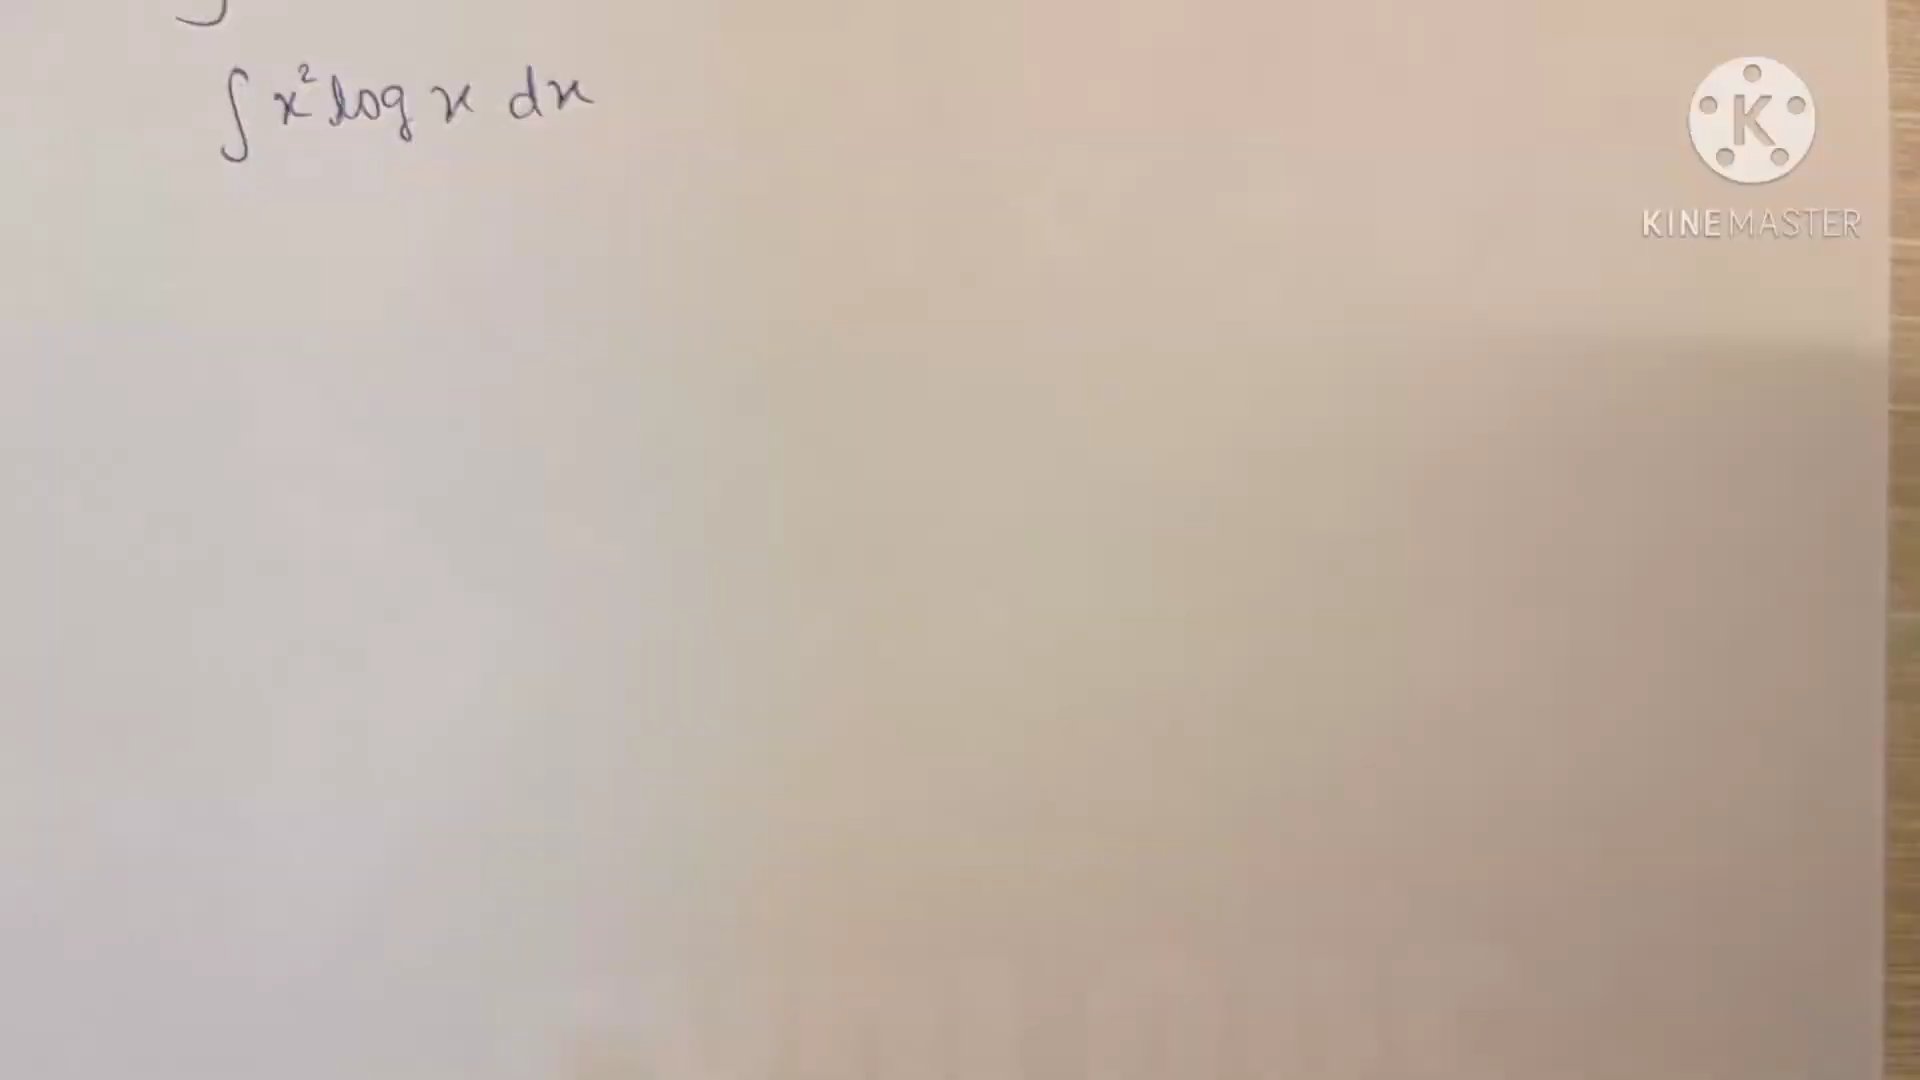 ∫ x² log x dx
K
KINEMASTER